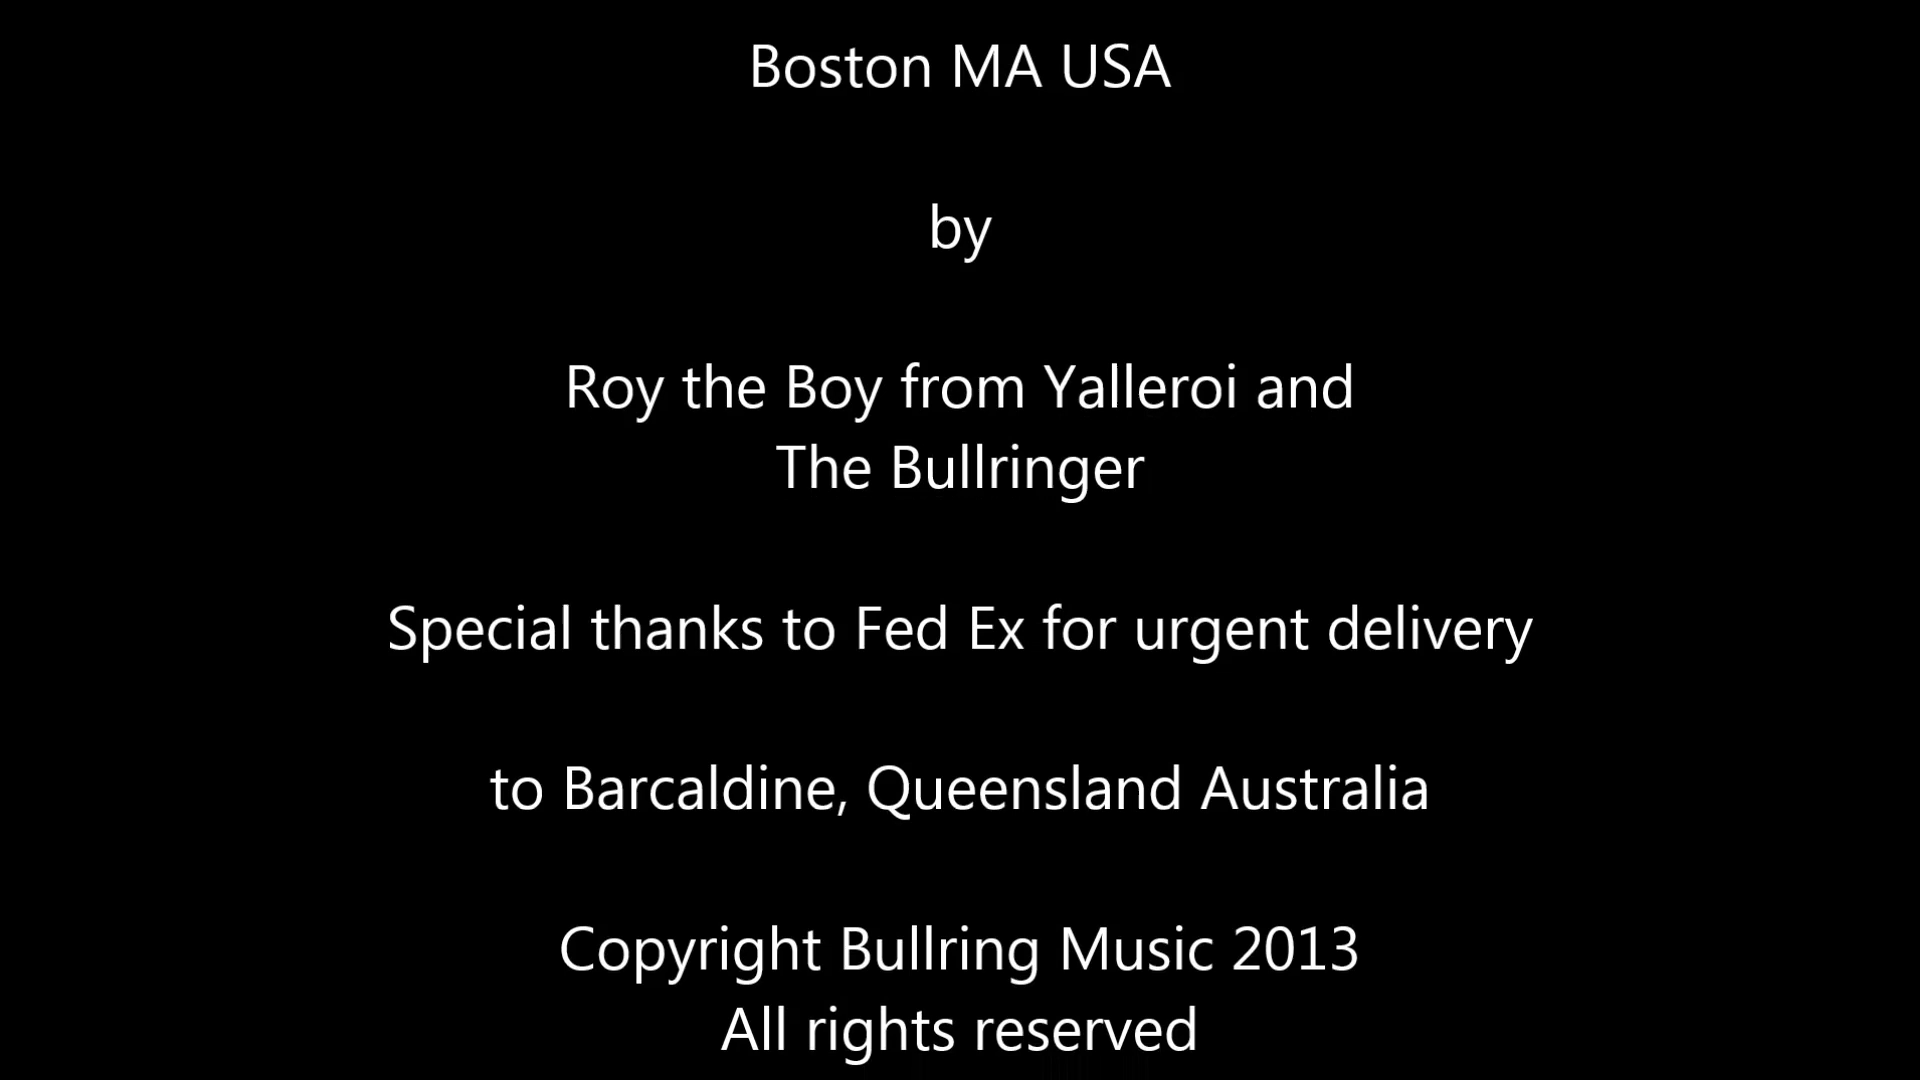 Boston MA USA
by
Roy the Boy from Yalleroi and
The Bullringer
Special thanks to Fed Ex for urgent delivery
to Barcaldine, Queensland Australia
Copyright Bullring Music 2013
All rights reserved